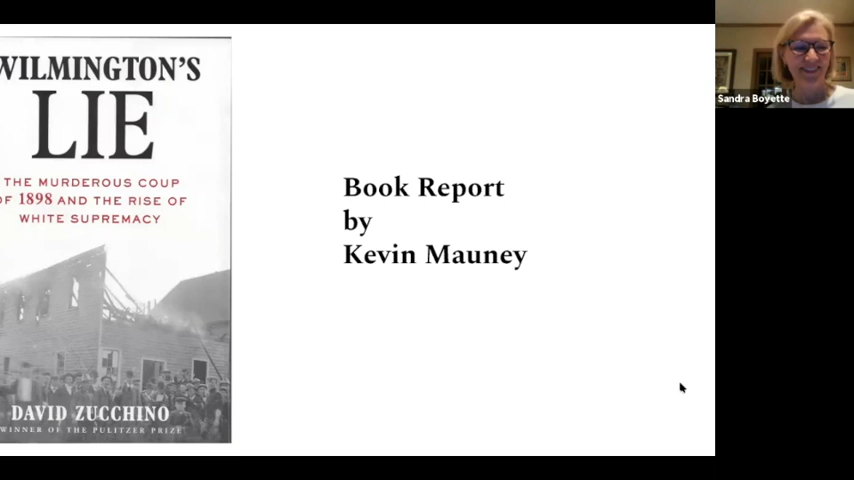 WILMINGTON'S
LIE
THE MURDEROUS COUP
OF 1898 AND THE RISE OF
WHITE SUPREMACY
DAVID ZUCCHINO
WINNER OF THE PULITZER PRIZE
Book Report
by
Kevin Mauney
Sandra Boyette